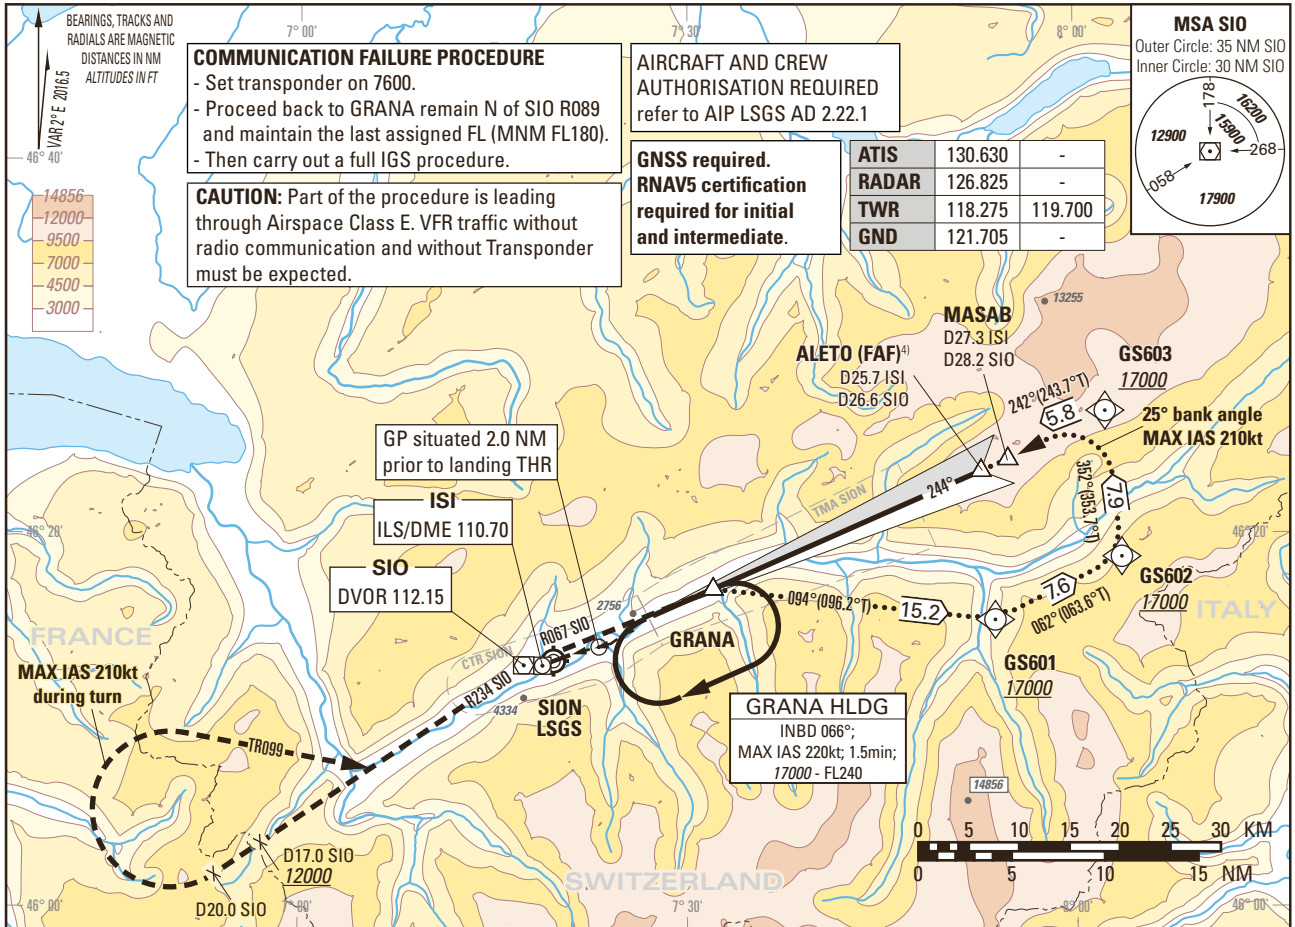 BEARINGS, TRACKS AND
RADIALS ARE MAGNETIC
DISTANCES IN NM
ALTITUDES IN FT
VAR 2° E 2016.5
7° 00'
7° 30'
8° 00'
46° 40'
COMMUNICATION FAILURE PROCEDURE
- Set transponder on 7600.
- Proceed back to GRANA remain N of SIO R089
and maintain the last assigned FL (MNM FL180).
- Then carry out a full IGS procedure.
CAUTION: Part of the procedure is leading
through Airspace Class E. VFR traffic without
radio communication and without Transponder
must be expected.
AIRCRAFT AND CREW
AUTHORISATION REQUIRED
refer to AIP LSGS AD 2.22.1
GNSS required.
RNAV5 certification
required for initial
and intermediate.
ATIS 130.630 -
RADAR 126.825 -
TWR 118.275 119.700
GND 121.705 -
MSA SIO
Outer Circle: 35 NM SIO
Inner Circle: 30 NM SIO
178
16200
15900
12900
268
058
17900
14856
12000
9500
7000
4500
3000
13255
MASAB
D27.3 ISI
D28.2 SIO
ALETO (FAF)4)
D25.7 ISI
D26.6 SIO
GS603
17000
242° (243.7°T)
5.8
25° bank angle
MAX IAS 210kt
GP situated 2.0 NM
prior to landing THR
ISI
ILS/DME 110.70
SIO
DVOR 112.15
TMA SION
244°
352° (353.7°T)
7.9
46° 20'
46° 20'
GS602
17000
7.6
062° (063.6°T)
094° (096.2°T)
15.2
GS601
17000
ITALY
2756
R067 SIO
GRANA
CTR SION
FRANCE
MAX IAS 210kt
during turn
R234 SIO
4334
SION
LSGS
GRANA HLDG
INBD 066°;
MAX IAS 220kt; 1.5min;
17000 - FL240
TR099
14856
0 5 10 15 20 25 30 KM
0 5 10 15 NM
D17.0 SIO
12000
D20.0 SIO
SWITZERLAND
46° 00'
7° 00'
7° 30'
8° 00'
46° 00'